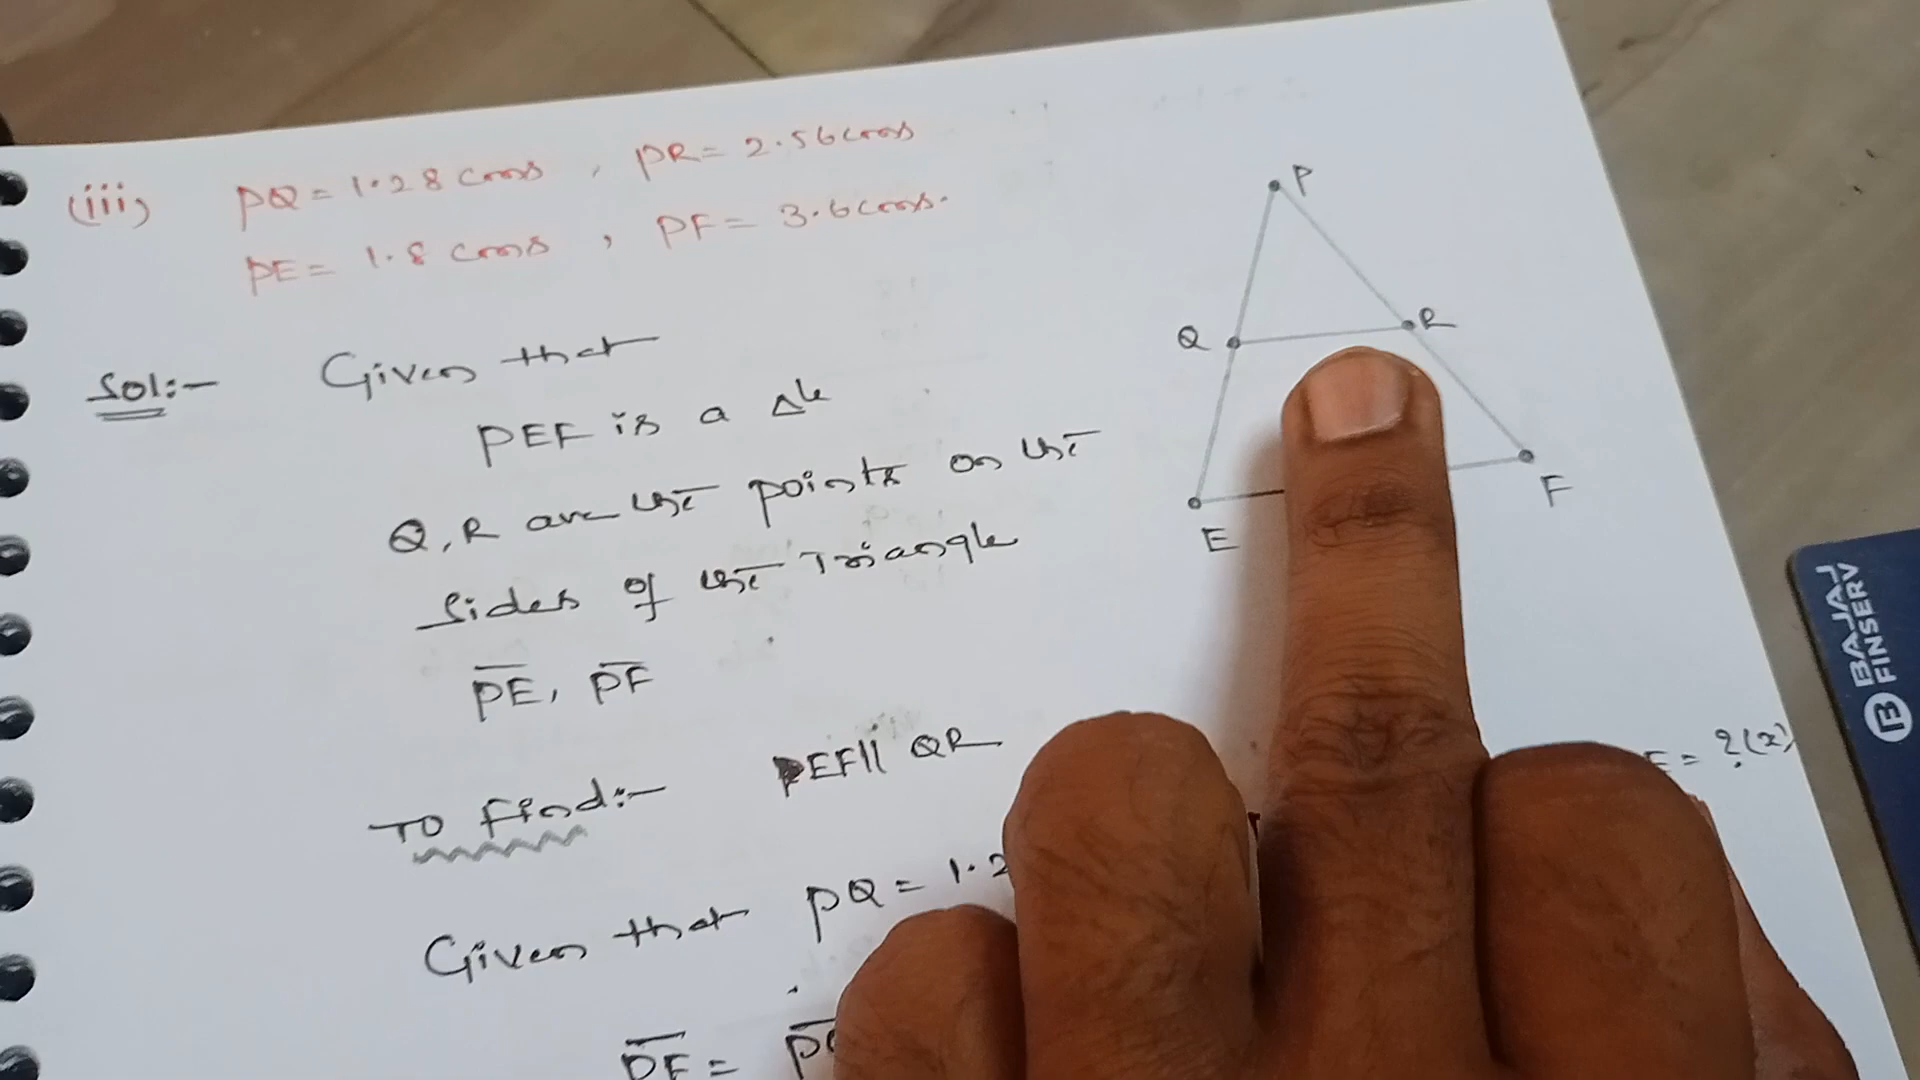 (iii) PQ = 1.28 cms , PR = 2.56 cms
PE = 1.8 cms , PF = 3.6 cms.
Sol:- Given that
PEF is a Δle
Q, R are the points on the
sides of the Triangle
PE, PF
To find:- EF || QR
= ?(x)
Given that PQ = 1.2
PE =
P
Q
R
E
F
B BAJAJ
FINSERV